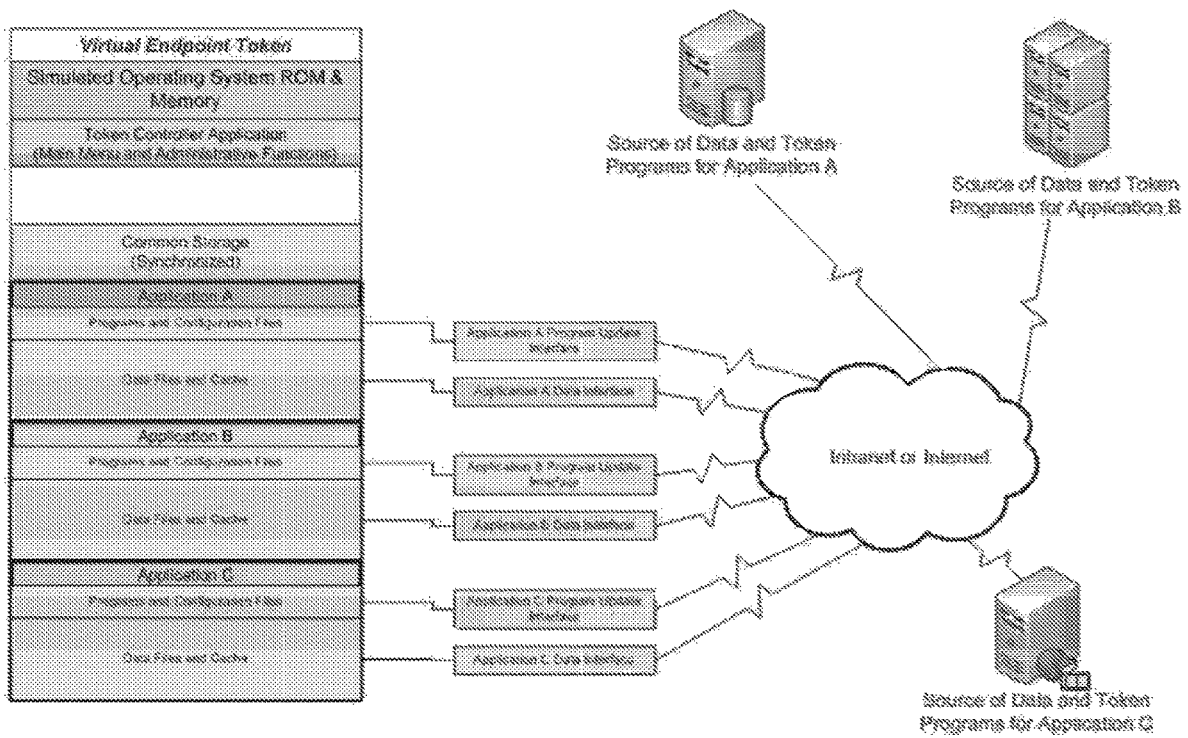 Virtual Endpoint Token
Simulated Operating System ROM &
Memory
Token Controller Application
(Main Menu and Administrative Functions)
Common Storage
(Synchronized)
Application A
Programs and Configuration Files
Data Files and Cache
Application B
Programs and Configuration Files
Data Files and Cache
Application C
Programs and Configuration Files
Data Files and Cache
Application A Program Update
Interface
Application A Data Interface
Application B Program Update
Interface
Application B Data Interface
Application C Program Update
Interface
Application C Data Interface
Source of Data and Token
Programs for Application A
Source of Data and Token
Programs for Application B
Intranet or Internet
Source of Data and Token
Programs for Application C